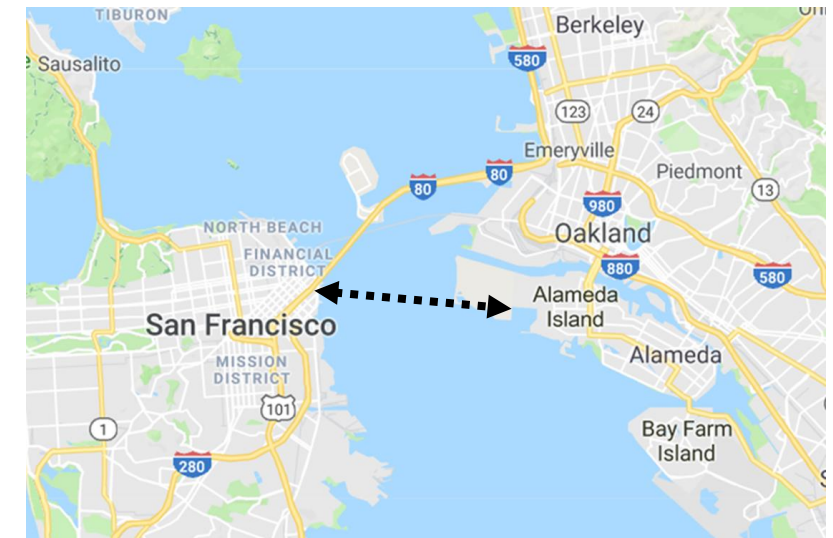 TIBURON
Berkeley
Sausalito
580
123
24
Emeryville
80
80
Piedmont
13
980
NORTH BEACH
Oakland
FINANCIAL
DISTRICT
880
580
Alameda
Island
San Francisco
Alameda
MISSION
DISTRICT
101
1
Bay Farm
Island
280